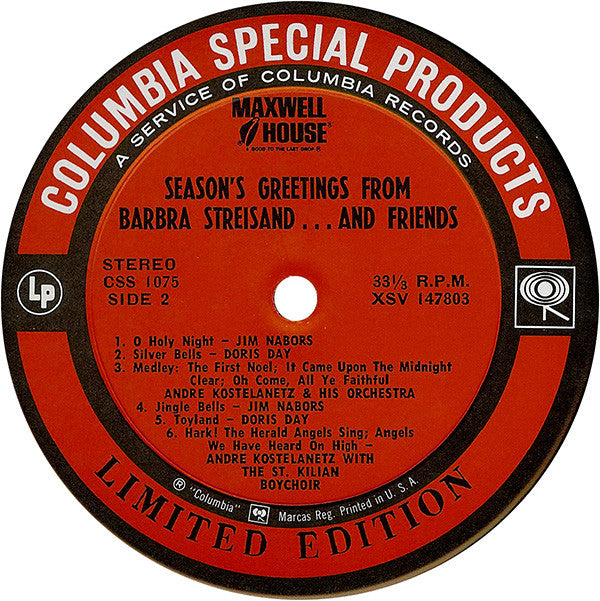 COLUMBIA SPECIAL PRODUCTS
A SERVICE OF COLUMBIA RECORDS
MAXWELL
HOUSE®
GOOD TO THE LAST DROP ®
SEASON'S GREETINGS FROM
BARBRA STREISAND ... AND FRIENDS
STEREO
CSS 1075
SIDE 2
33⅓ R.P.M.
XSV 147803
Lp
1. O Holy Night – JIM NABORS
2. Silver Bells – DORIS DAY
3. Medley: The First Noel; It Came Upon The Midnight
Clear; Oh Come, All Ye Faithful
ANDRE KOSTELANETZ & HIS ORCHESTRA
4. Jingle Bells – JIM NABORS
5. Toyland – DORIS DAY
6. Hark! The Herald Angels Sing; Angels
We Have Heard On High –
ANDRE KOSTELANETZ WITH
THE ST. KILIAN
BOYCHOIR
® "Columbia" Marcas Reg. Printed in U. S. A.
LIMITED EDITION